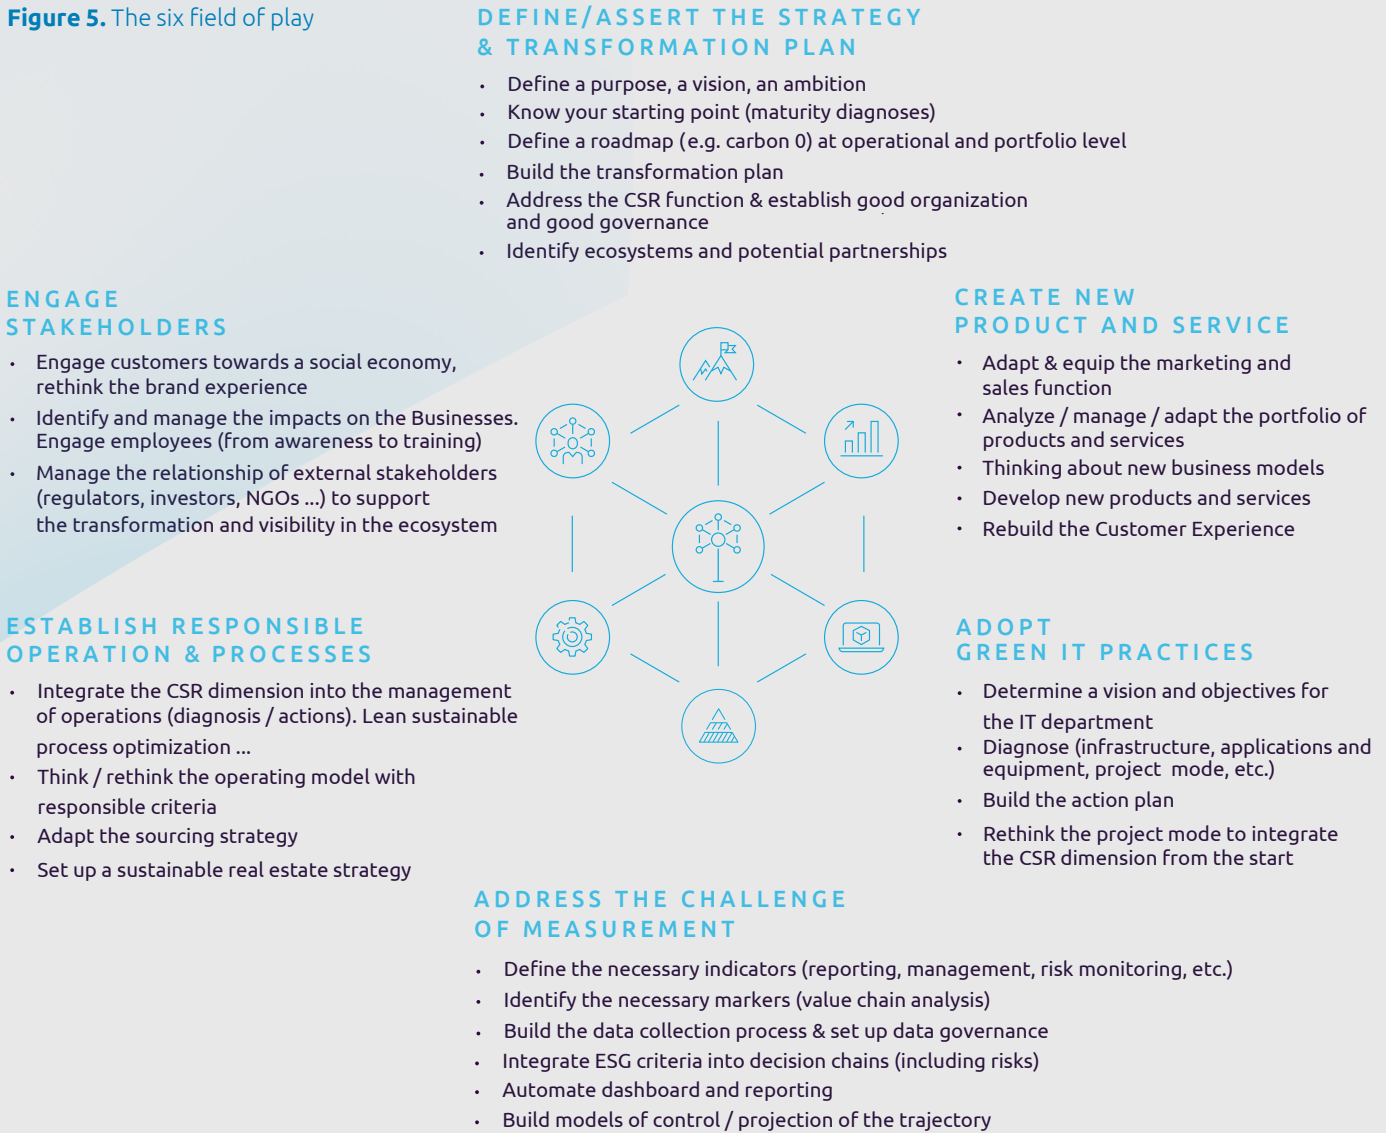 Figure 5. The six field of play
DEFINE/ASSERT THE STRATEGY
& TRANSFORMATION PLAN
• Define a purpose, a vision, an ambition
• Know your starting point (maturity diagnoses)
• Define a roadmap (e.g. carbon 0) at operational and portfolio level
• Build the transformation plan
• Address the CSR function & establish good organization
and good governance
• Identify ecosystems and potential partnerships
ENGAGE
STAKEHOLDERS
• Engage customers towards a social economy,
rethink the brand experience
• Identify and manage the impacts on the Businesses.
Engage employees (from awareness to training)
• Manage the relationship of external stakeholders
(regulators, investors, NGOs ...) to support
the transformation and visibility in the ecosystem
CREATE NEW
PRODUCT AND SERVICE
• Adapt & equip the marketing and
sales function
• Analyze / manage / adapt the portfolio of
products and services
• Thinking about new business models
• Develop new products and services
• Rebuild the Customer Experience
ESTABLISH RESPONSIBLE
OPERATION & PROCESSES
• Integrate the CSR dimension into the management
of operations (diagnosis / actions). Lean sustainable
process optimization ...
• Think / rethink the operating model with
responsible criteria
• Adapt the sourcing strategy
• Set up a sustainable real estate strategy
ADOPT
GREEN IT PRACTICES
• Determine a vision and objectives for
the IT department
• Diagnose (infrastructure, applications and
equipment, project mode, etc.)
• Build the action plan
• Rethink the project mode to integrate
the CSR dimension from the start
ADDRESS THE CHALLENGE
OF MEASUREMENT
• Define the necessary indicators (reporting, management, risk monitoring, etc.)
• Identify the necessary markers (value chain analysis)
• Build the data collection process & set up data governance
• Integrate ESG criteria into decision chains (including risks)
• Automate dashboard and reporting
• Build models of control / projection of the trajectory